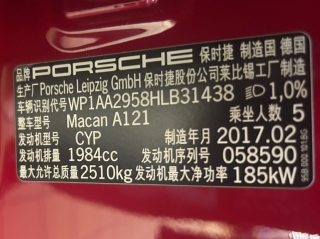 品牌 PORSCHE 保时捷 制造国 德国
生产厂 Porsche Leipzig GmbH 保时捷股份公司莱比锡工厂制造
车辆识别代号 WP1AA2958HLB31438 1,0%
整车型号 Macan A121 乘坐人数 5
发动机型号 CYP 制造年月 2017.02
发动机排量 1984cc 发动机序列号 058590
最大允许总质量 2510kg 发动机最大净功率 185kW